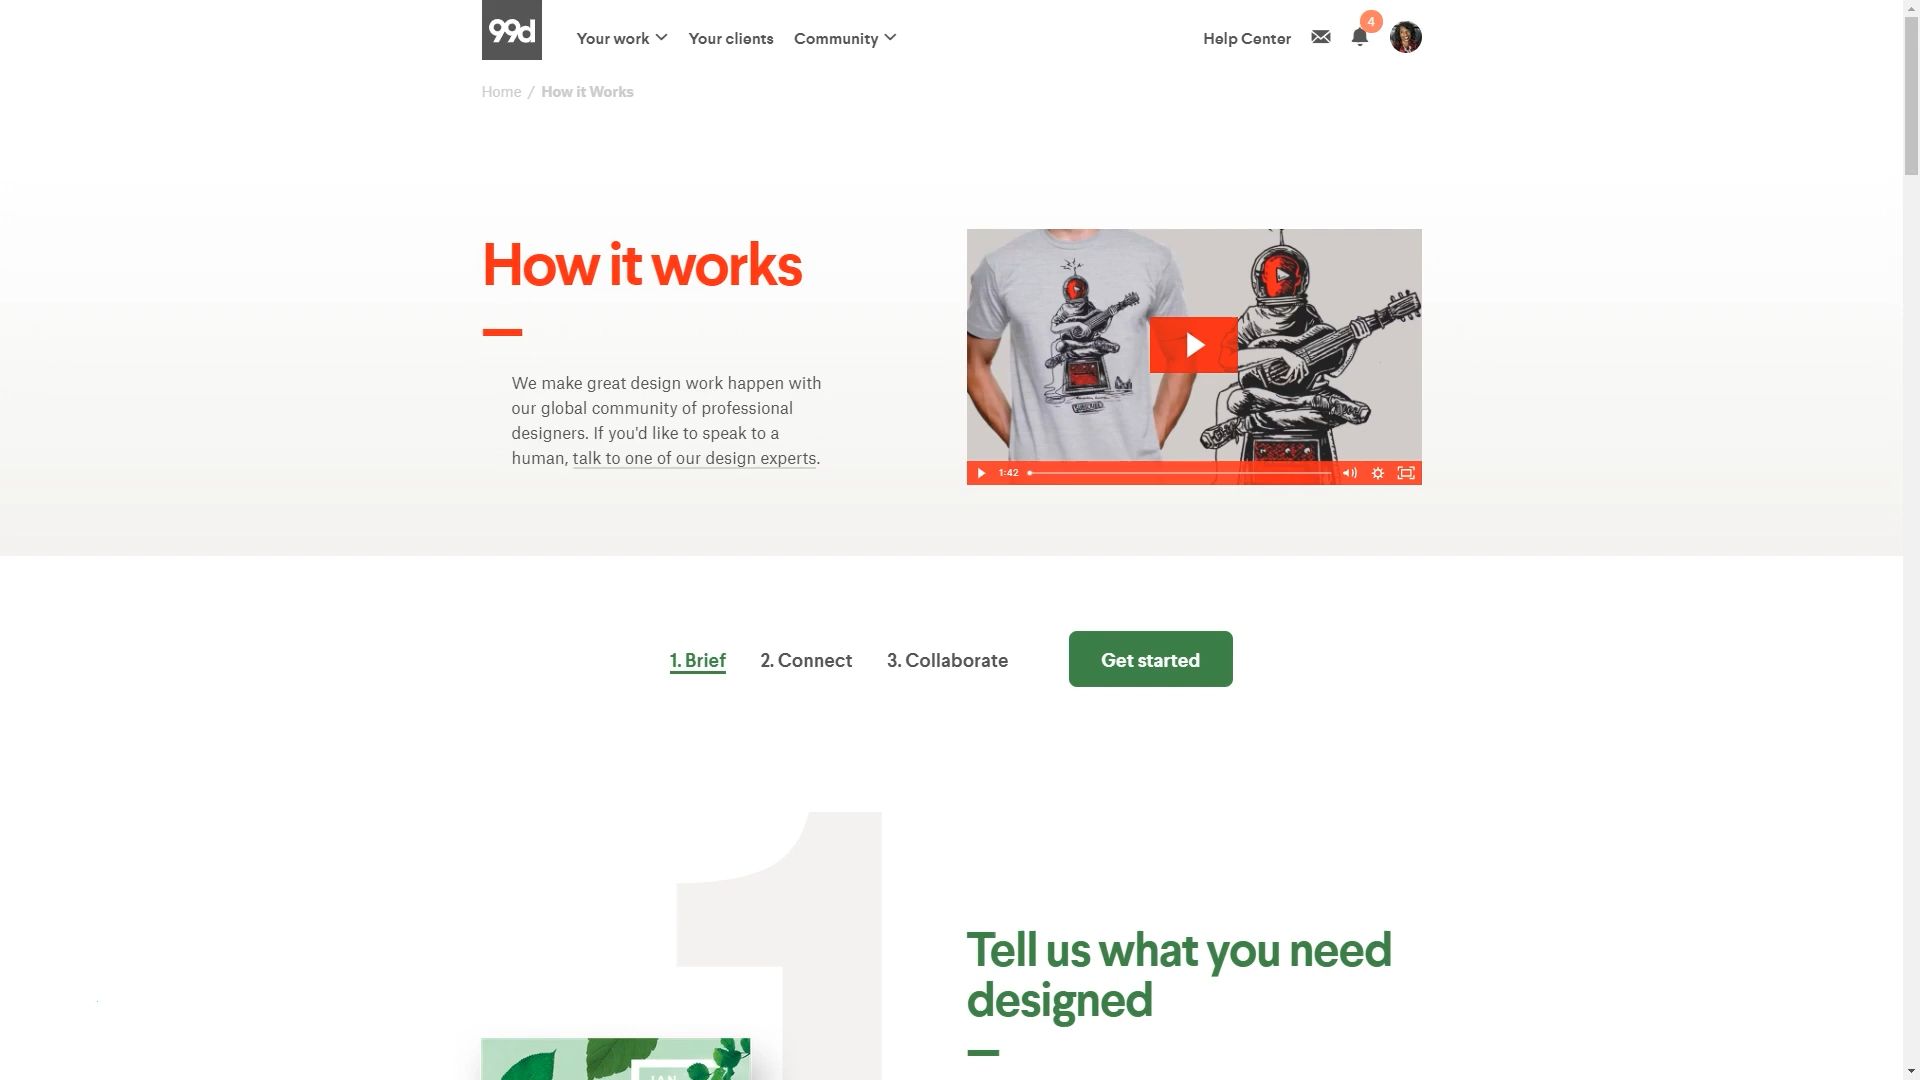 99d
Your work
Your clients
Community
Help Center
4
Home / How it Works
How it works
We make great design work happen with
our global community of professional
designers. If you'd like to speak to a
human, talk to one of our design experts.
1:42
1. Brief
2. Connect
3. Collaborate
Get started
1
Tell us what you need
designed